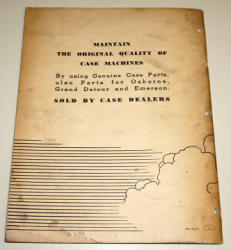 MAINTAIN
THE ORIGINAL QUALITY OF
CASE MACHINES
By using Genuine Case Parts,
also Parts for Osborne,
Grand Detour and Emerson.
SOLD BY CASE DEALERS